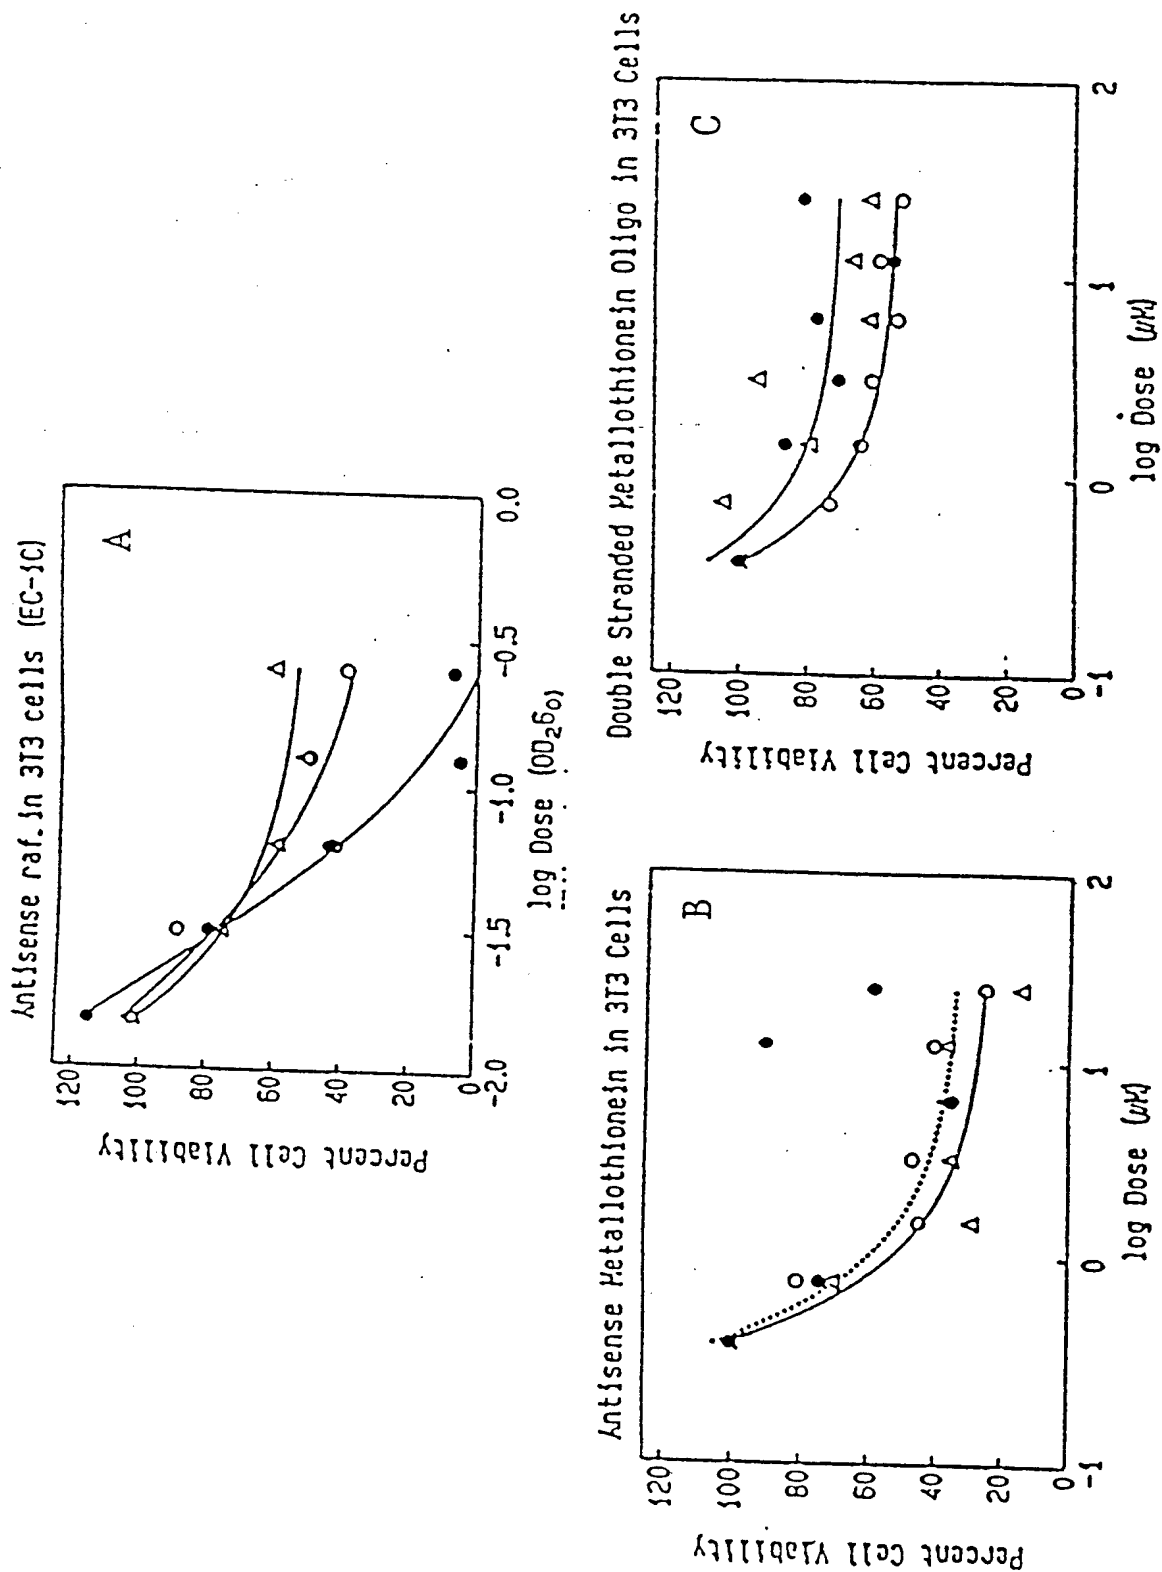 Antisense raf. in 3T3 cells (EC-1C)
A
Percent Cell Viability
120
100
80
60
40
20
0
-2.0
-1.5
-1.0
-0.5
0.0
log Dose (OD260)
Antisense Metallothionein in 3T3 Cells
B
Percent Cell Viability
120
100
80
60
40
20
0
-1
0
1
2
log Dose (µM)
Double Stranded Metallothionein Oligo in 3T3 Cells
C
Percent Cell Viability
120
100
80
60
40
20
0
-1
0
1
2
log Dose (µM)